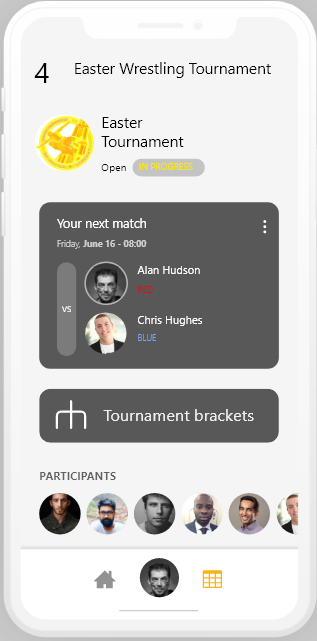 4 Easter Wrestling Tournament
Easter
Tournament
Open IN PROGRESS
Your next match
Friday, June 16 - 08:00
Alan Hudson
RED
VS
Chris Hughes
BLUE
Tournament brackets
PARTICIPANTS